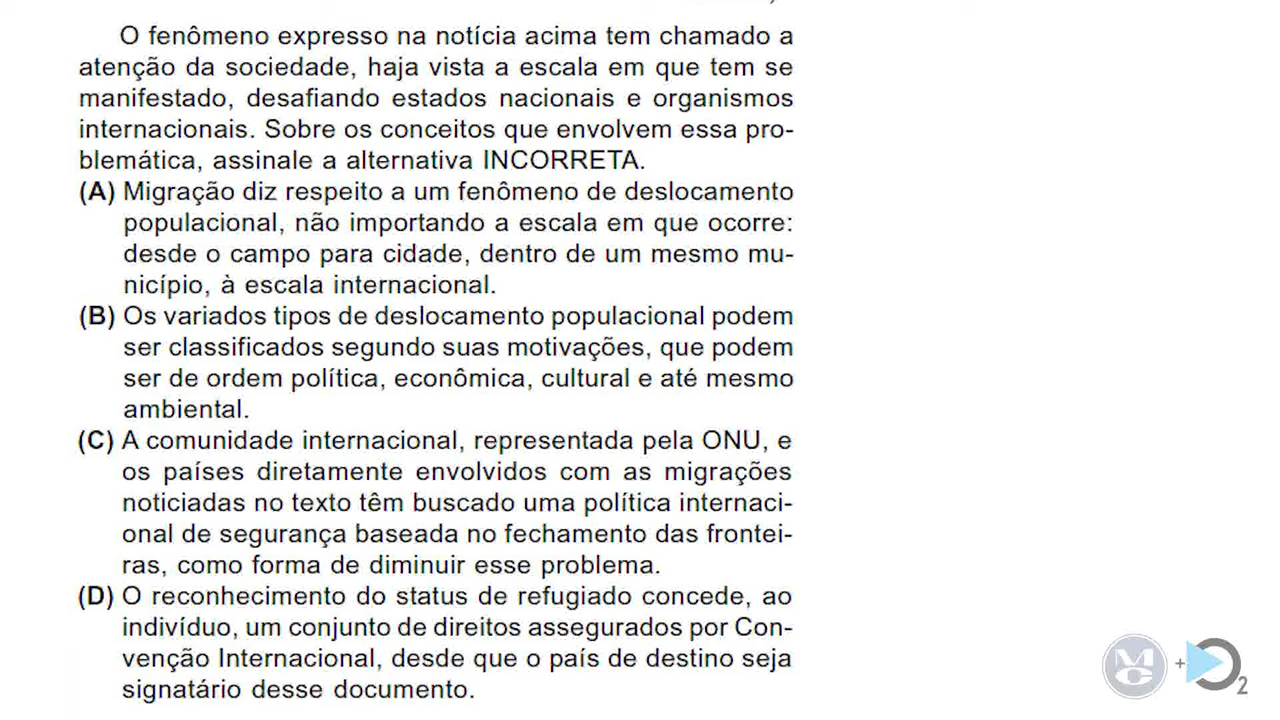 O fenômeno expresso na notícia acima tem chamado a
atenção da sociedade, haja vista a escala em que tem se
manifestado, desafiando estados nacionais e organismos
internacionais. Sobre os conceitos que envolvem essa pro-
blemática, assinale a alternativa INCORRETA.
(A) Migração diz respeito a um fenômeno de deslocamento
populacional, não importando a escala em que ocorre:
desde o campo para cidade, dentro de um mesmo mu-
nicípio, à escala internacional.
(B) Os variados tipos de deslocamento populacional podem
ser classificados segundo suas motivações, que podem
ser de ordem política, econômica, cultural e até mesmo
ambiental.
(C) A comunidade internacional, representada pela ONU, e
os países diretamente envolvidos com as migrações
noticiadas no texto têm buscado uma política internaci-
onal de segurança baseada no fechamento das frontei-
ras, como forma de diminuir esse problema.
(D) O reconhecimento do status de refugiado concede, ao
indivíduo, um conjunto de direitos assegurados por Con-
venção Internacional, desde que o país de destino seja
signatário desse documento.
MC + 2